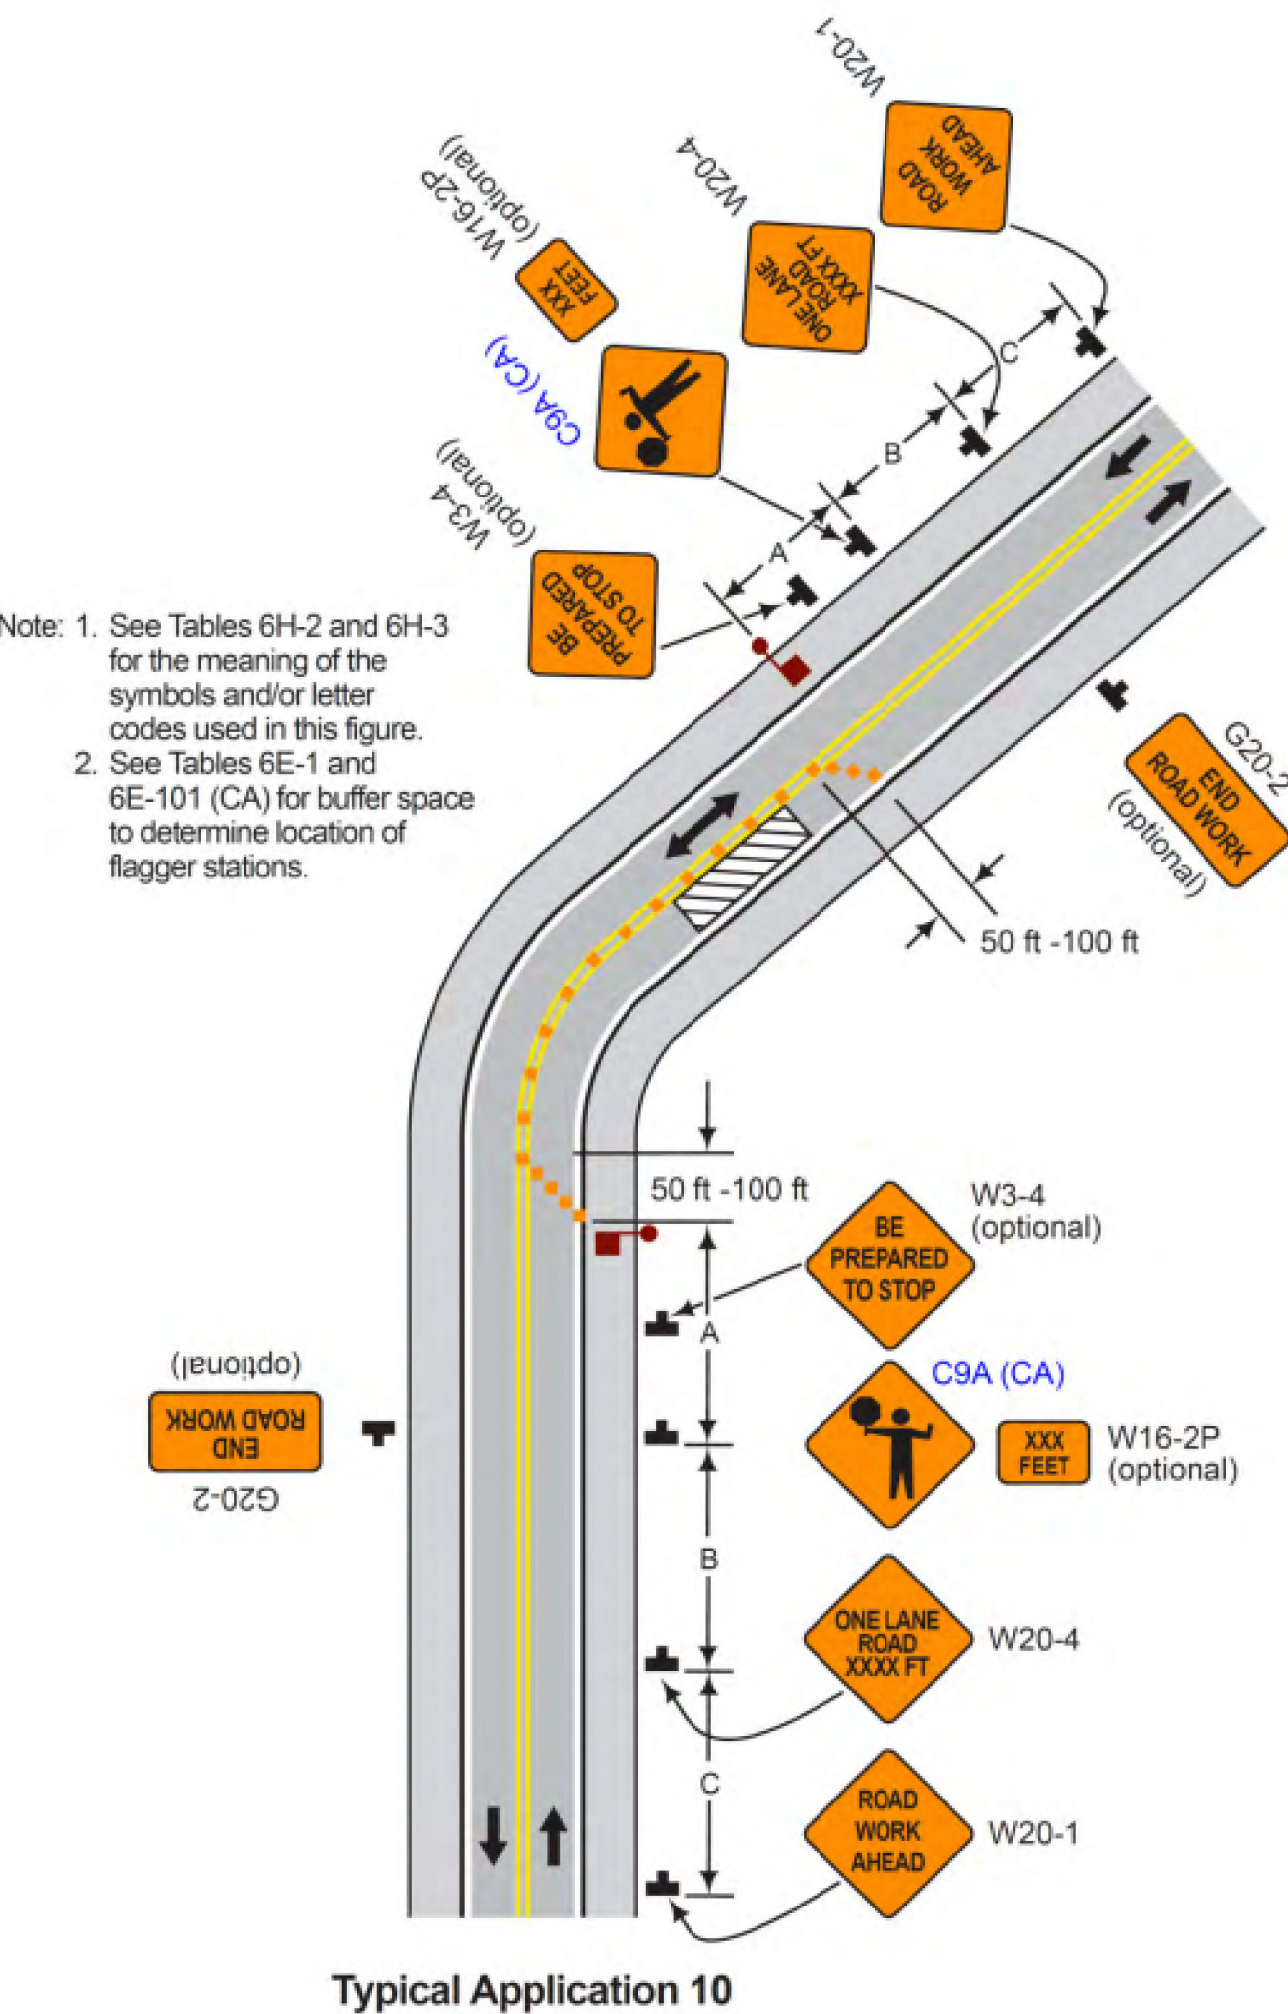 W20-1
ROAD
WORK
AHEAD
W20-4
ONE LANE
ROAD
XXXX FT
W16-2P
(optional)
XXX
FEET
C9A (CA)
W3-4
(optional)
BE
PREPARED
TO STOP
C
B
A
Note: 1. See Tables 6H-2 and 6H-3
for the meaning of the
symbols and/or letter
codes used in this figure.
2. See Tables 6E-1 and
6E-101 (CA) for buffer space
to determine location of
flagger stations.
G20-2
END
ROAD WORK
(optional)
50 ft -100 ft
50 ft -100 ft
BE
PREPARED
TO STOP
W3-4
(optional)
A
C9A (CA)
XXX
FEET
W16-2P
(optional)
G20-2
END
ROAD WORK
(optional)
B
ONE LANE
ROAD
XXXX FT
W20-4
C
ROAD
WORK
AHEAD
W20-1
Typical Application 10